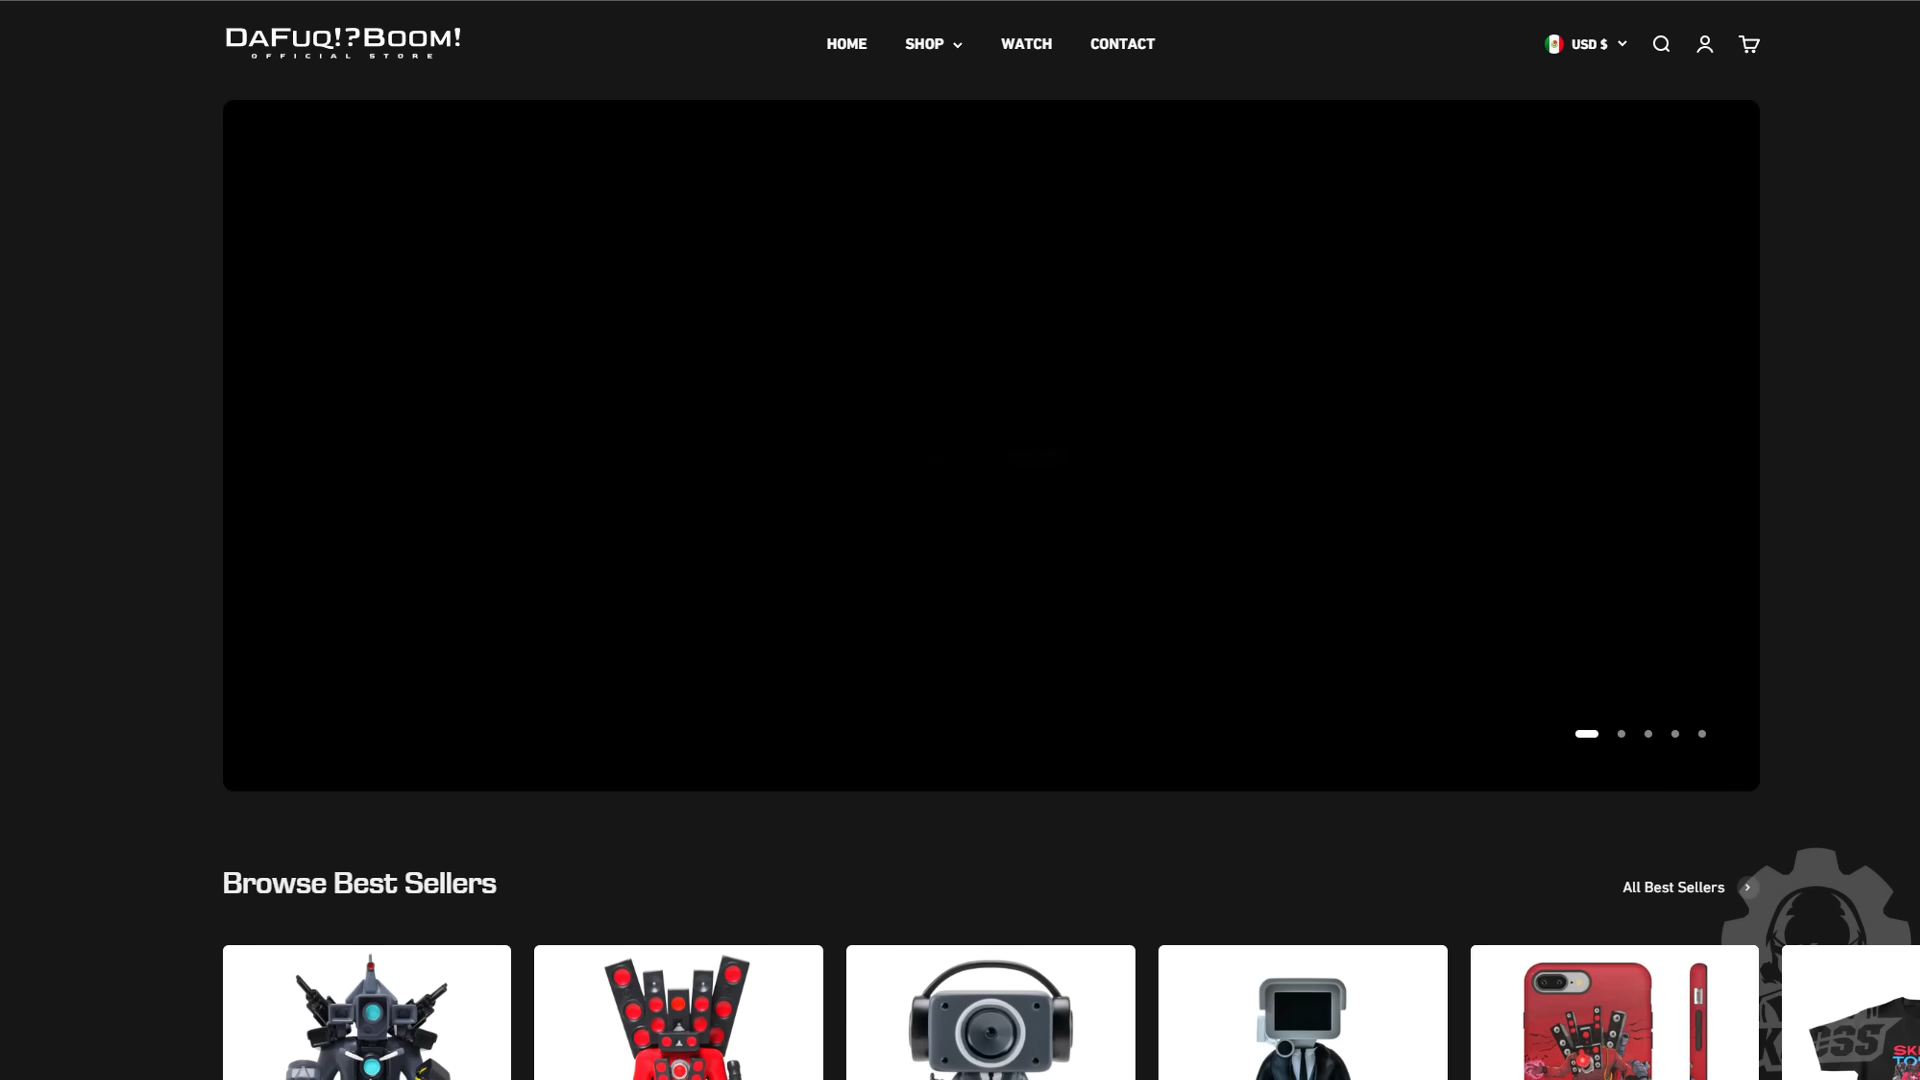 DaFuq!?Boom!
OFFICIAL STORE
HOME
SHOP
WATCH
CONTACT
USD $
Browse Best Sellers
All Best Sellers